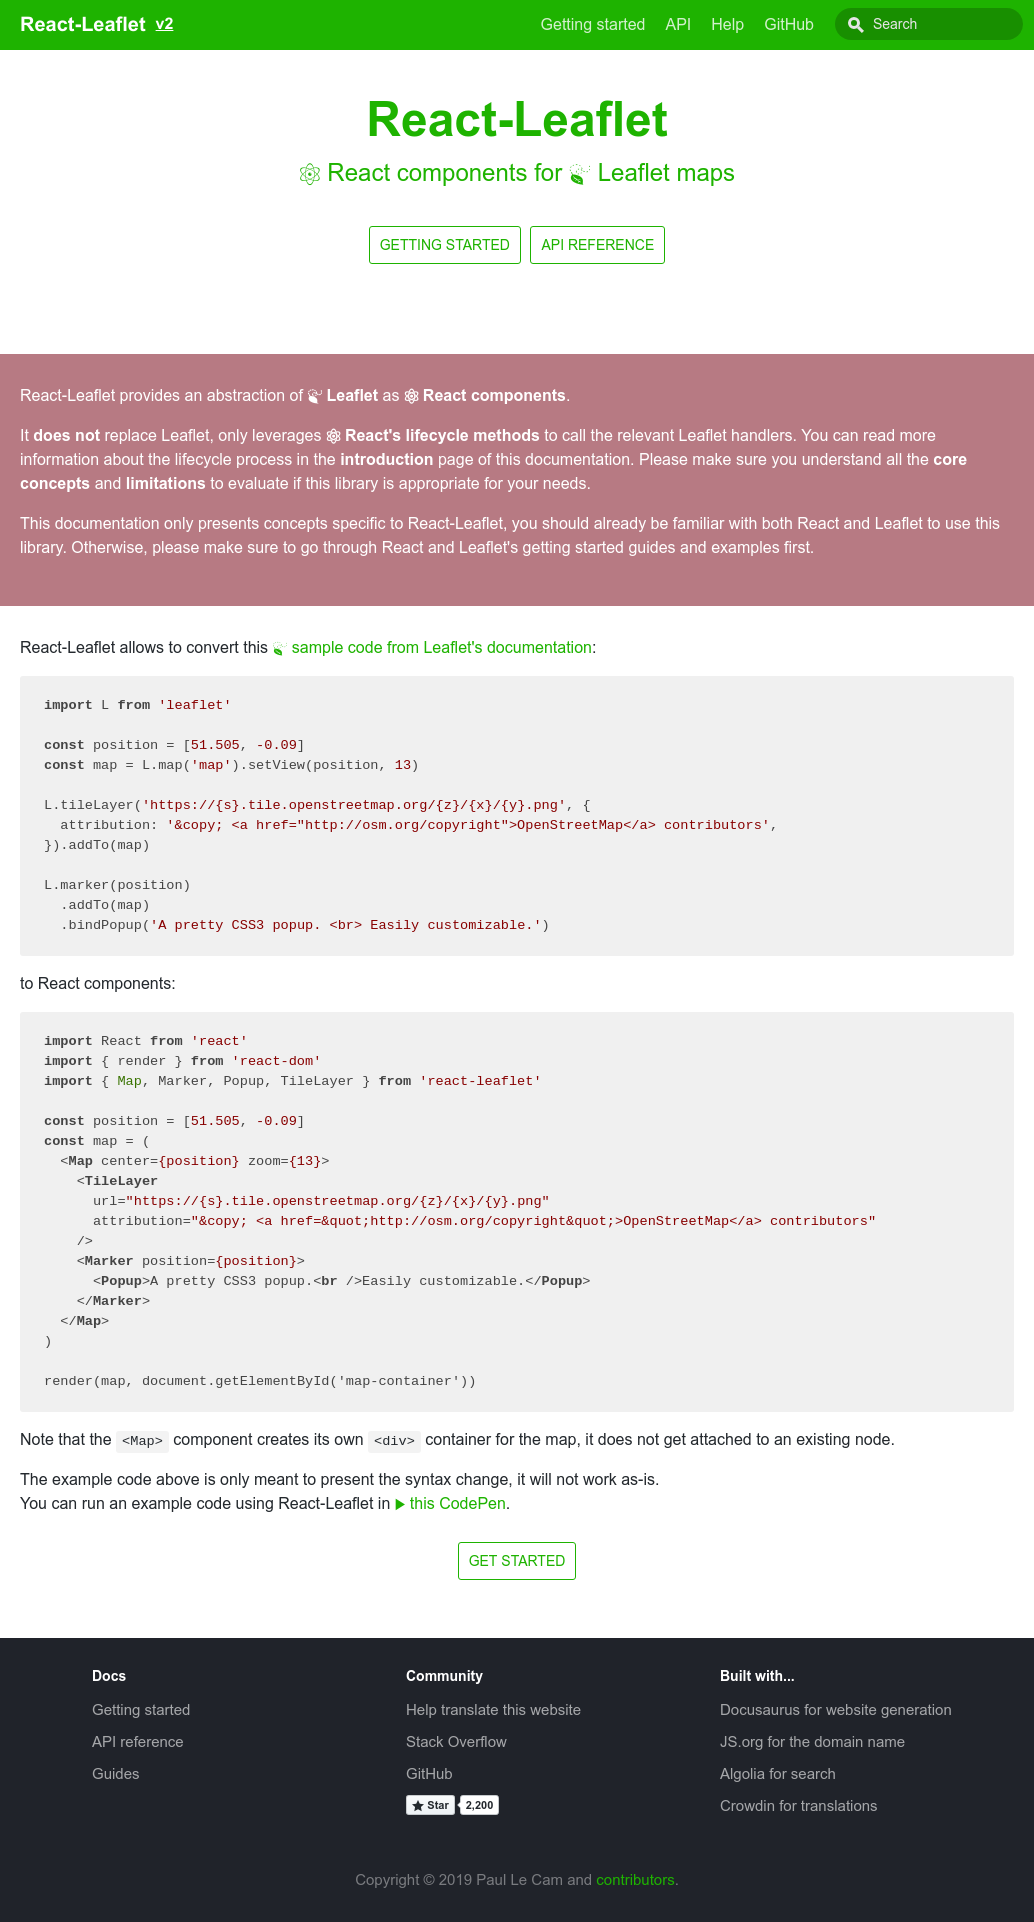 React-Leaflet v2 Getting started API Help GitHub Search
React-Leaflet
React components for Leaflet maps
GETTING STARTED API REFERENCE
React-Leaflet provides an abstraction of Leaflet as React components.
It does not replace Leaflet, only leverages React's lifecycle methods to call the relevant Leaflet handlers. You can read more
information about the lifecycle process in the introduction page of this documentation. Please make sure you understand all the core
concepts and limitations to evaluate if this library is appropriate for your needs.
This documentation only presents concepts specific to React-Leaflet, you should already be familiar with both React and Leaflet to use this
library. Otherwise, please make sure to go through React and Leaflet's getting started guides and examples first.
React-Leaflet allows to convert this sample code from Leaflet's documentation:
import L from 'leaflet'
const position = [51.505, -0.09]
const map = L.map('map').setView(position, 13)
L.tileLayer('https://{s}.tile.openstreetmap.org/{z}/{x}/{y}.png', {
  attribution: '&copy; <a href="http://osm.org/copyright">OpenStreetMap</a> contributors',
}).addTo(map)
L.marker(position)
  .addTo(map)
  .bindPopup('A pretty CSS3 popup. <br> Easily customizable.')
to React components:
import React from 'react'
import { render } from 'react-dom'
import { Map, Marker, Popup, TileLayer } from 'react-leaflet'
const position = [51.505, -0.09]
const map = (
  <Map center={position} zoom={13}>
    <TileLayer
      url="https://{s}.tile.openstreetmap.org/{z}/{x}/{y}.png"
      attribution="&copy; <a href=&quot;http://osm.org/copyright&quot;>OpenStreetMap</a> contributors"
    />
    <Marker position={position}>
      <Popup>A pretty CSS3 popup.<br />Easily customizable.</Popup>
    </Marker>
  </Map>
)
render(map, document.getElementById('map-container'))
Note that the <Map> component creates its own <div> container for the map, it does not get attached to an existing node.
The example code above is only meant to present the syntax change, it will not work as-is.
You can run an example code using React-Leaflet in this CodePen.
GET STARTED
Docs
Getting started
API reference
Guides
Community
Help translate this website
Stack Overflow
GitHub
Star 2,200
Built with...
Docusaurus for website generation
JS.org for the domain name
Algolia for search
Crowdin for translations
Copyright © 2019 Paul Le Cam and contributors.